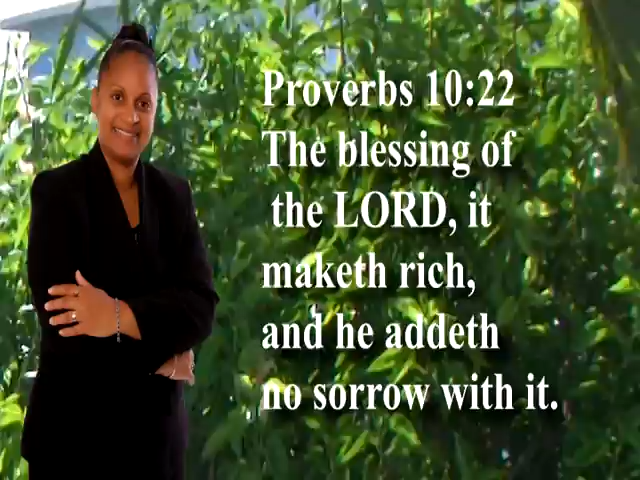 Proverbs 10:22
The blessing of
the LORD, it
maketh rich,
and he addeth
no sorrow with it.